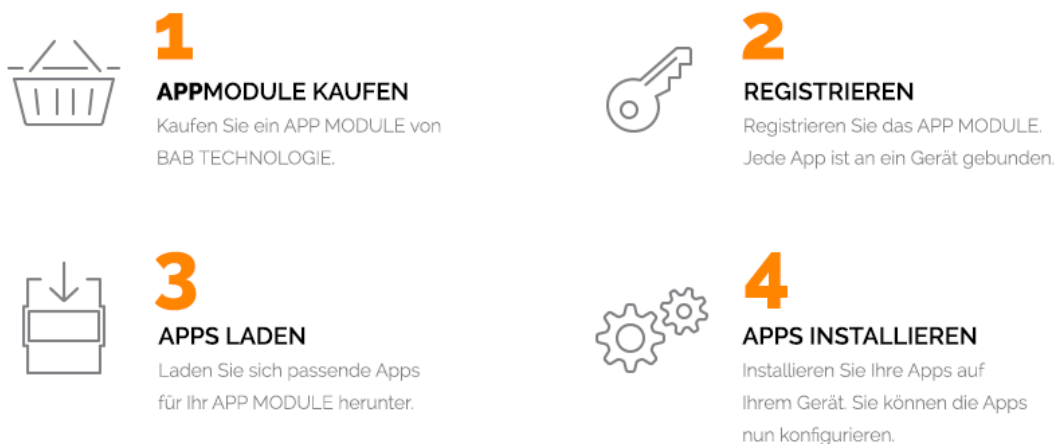 1
APPMODULE KAUFEN
Kaufen Sie ein APP MODULE von
BAB TECHNOLOGIE.
2
REGISTRIEREN
Registrieren Sie das APP MODULE.
Jede App ist an ein Gerät gebunden.
3
APPS LADEN
Laden Sie sich passende Apps
für Ihr APP MODULE herunter.
4
APPS INSTALLIEREN
Installieren Sie Ihre Apps auf
Ihrem Gerät. Sie können die Apps
nun konfigurieren.